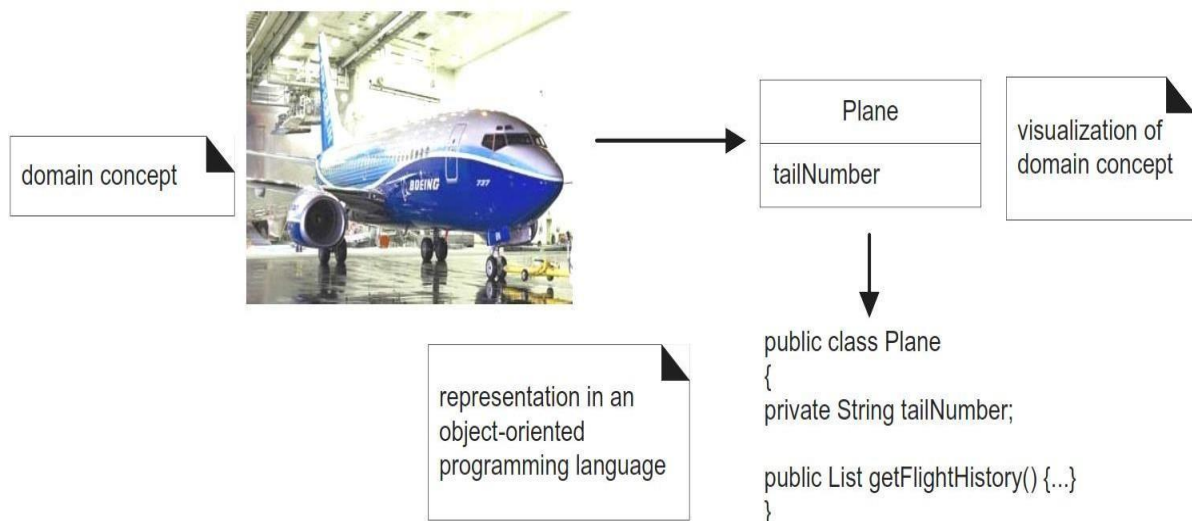 domain concept
BOEING
737
Plane
tailNumber
visualization of
domain concept
representation in an
object-oriented
programming language
public class Plane
{
private String tailNumber;
public List getFlightHistory() {...}
}